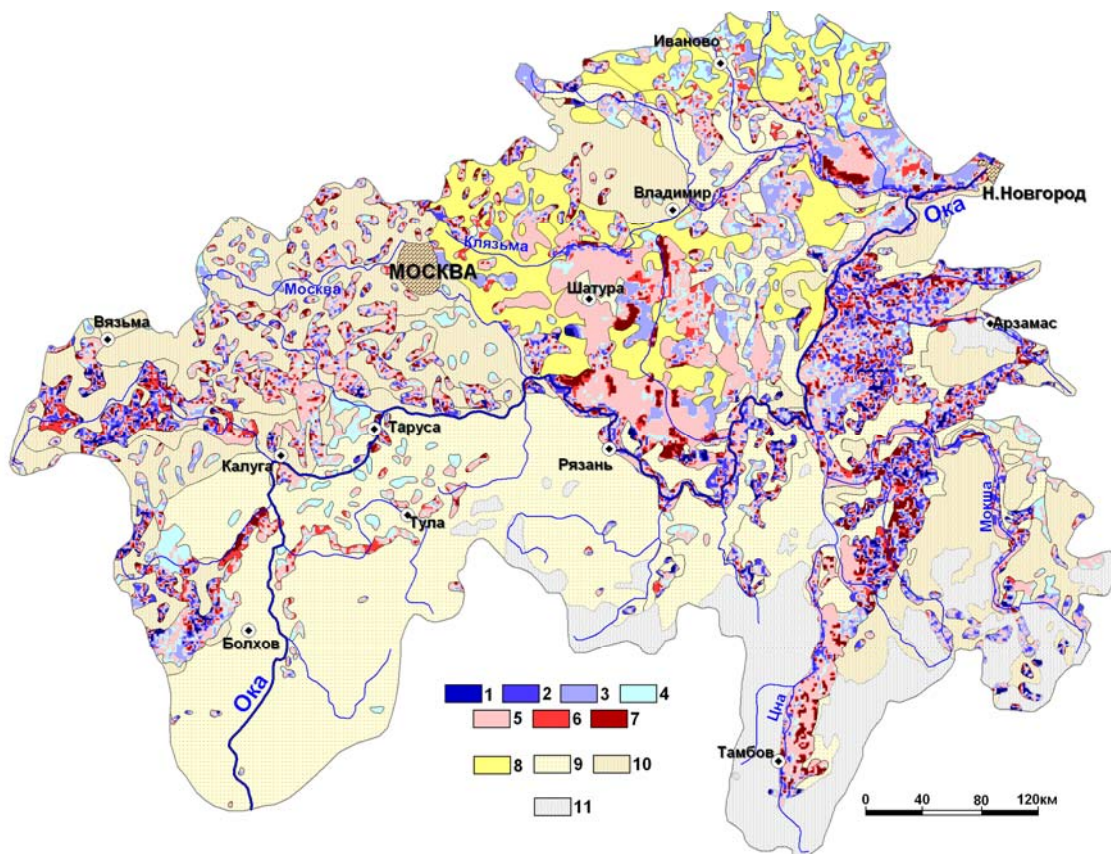 Иваново
Владимир
Н.Новгород
Ока
Клязьма
МОСКВА
Москва
Шатура
Вязьма
Арзамас
Таруса
Калуга
Рязань
Тула
Мокша
Болхов
Ока
Цна
Тамбов
1 2 3 4
5 6 7
8 9 10
11
0 40 80 120км